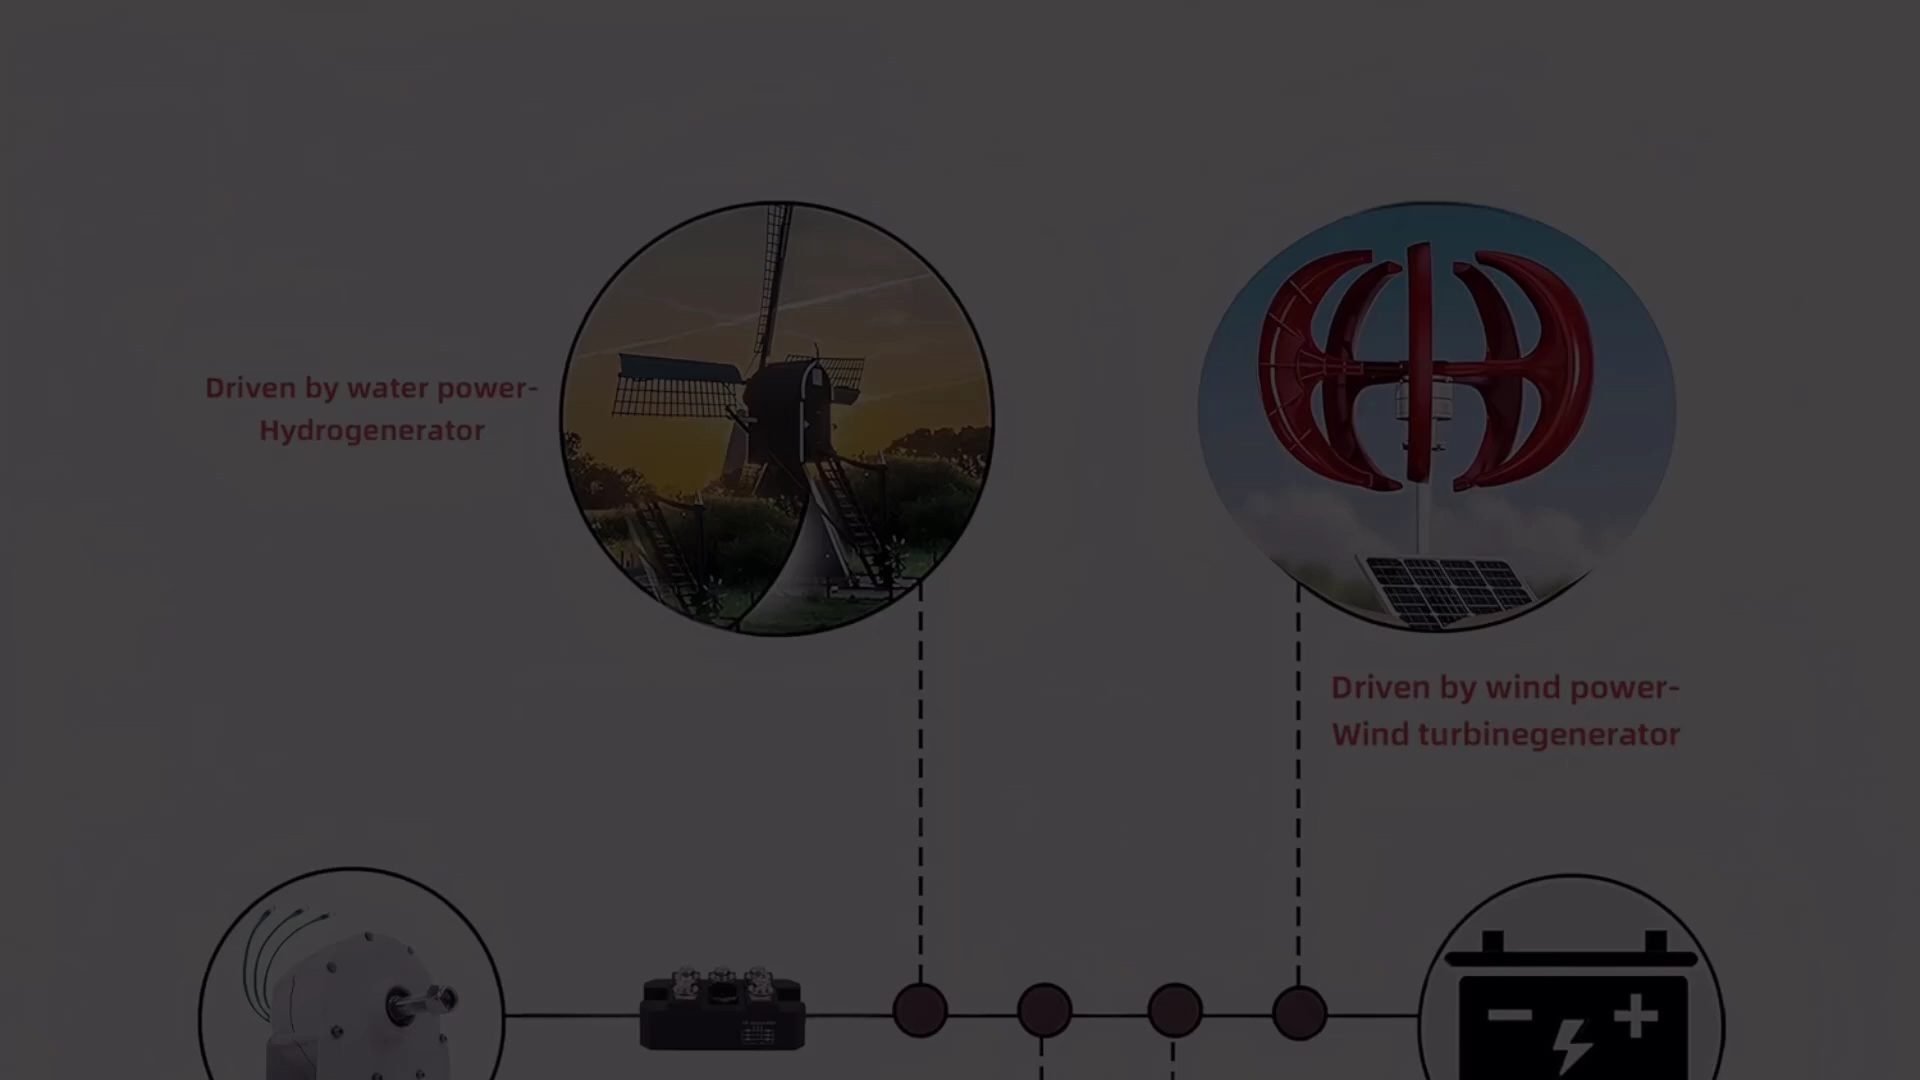 Driven by water power-
Hydrogenerator
Driven by wind power-
Wind turbinegenerator